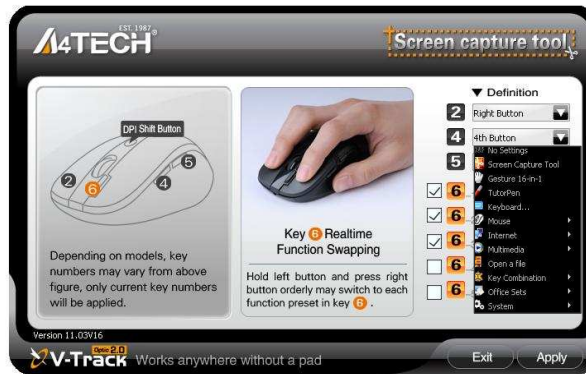 EST. 1987
A4TECH®
Screen capture tool
DPI Shift Button
2
6
4
5
Depending on models, key
numbers may vary from above
figure, only current key numbers
will be applied.
Key 6 Realtime
Function Swapping
Hold left button and press right
button orderly may switch to each
function preset in key 6 .
▼ Definition
2 Right Button
4 4th Button
5
No Settings
Screen Capture Tool
Gesture 16-in-1
6 TutorPen
Keyboard...
6 Mouse
Internet
6 Multimedia
6 Open a file
Key Combination
6 Office Sets
System
Version 11.03V16
V-Track Optic 2.0 Works anywhere without a pad
Exit
Apply